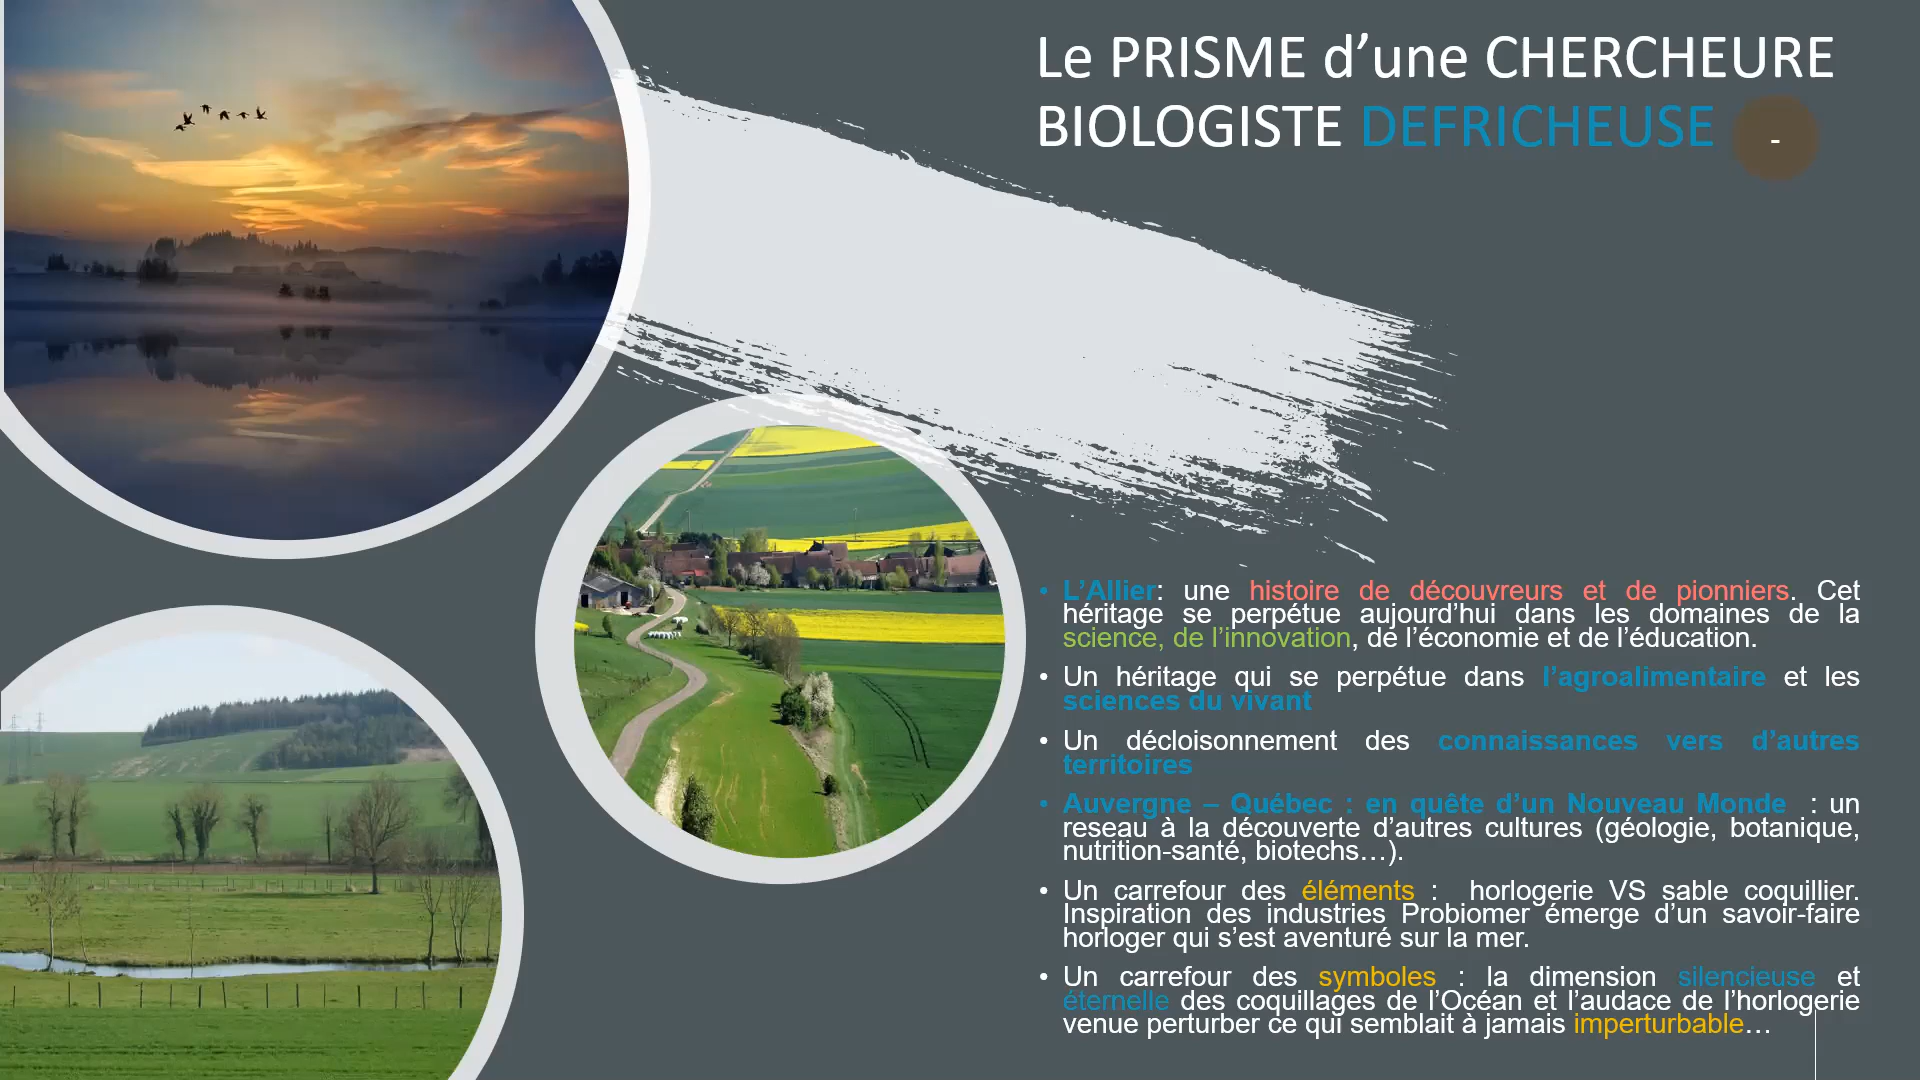 Le PRISME d’une CHERCHEURE
BIOLOGISTE DEFRICHEUSE -
• L’Allier: une histoire de découvreurs et de pionniers. Cet
héritage se perpétue aujourd’hui dans les domaines de la
science, de l’innovation, de l’économie et de l’éducation.
• Un héritage qui se perpétue dans l’agroalimentaire et les
sciences du vivant
• Un décloisonnement des connaissances vers d’autres
territoires
• Auvergne – Québec : en quête d’un Nouveau Monde : un
reseau à la découverte d’autres cultures (géologie, botanique,
nutrition-santé, biotechs…).
• Un carrefour des éléments : horlogerie VS sable coquillier.
Inspiration des industries Probiomer émerge d’un savoir-faire
horloger qui s’est aventuré sur la mer.
• Un carrefour des symboles : la dimension silencieuse et
éternelle des coquillages de l’Océan et l’audace de l’horlogerie
venue perturber ce qui semblait à jamais imperturbable…